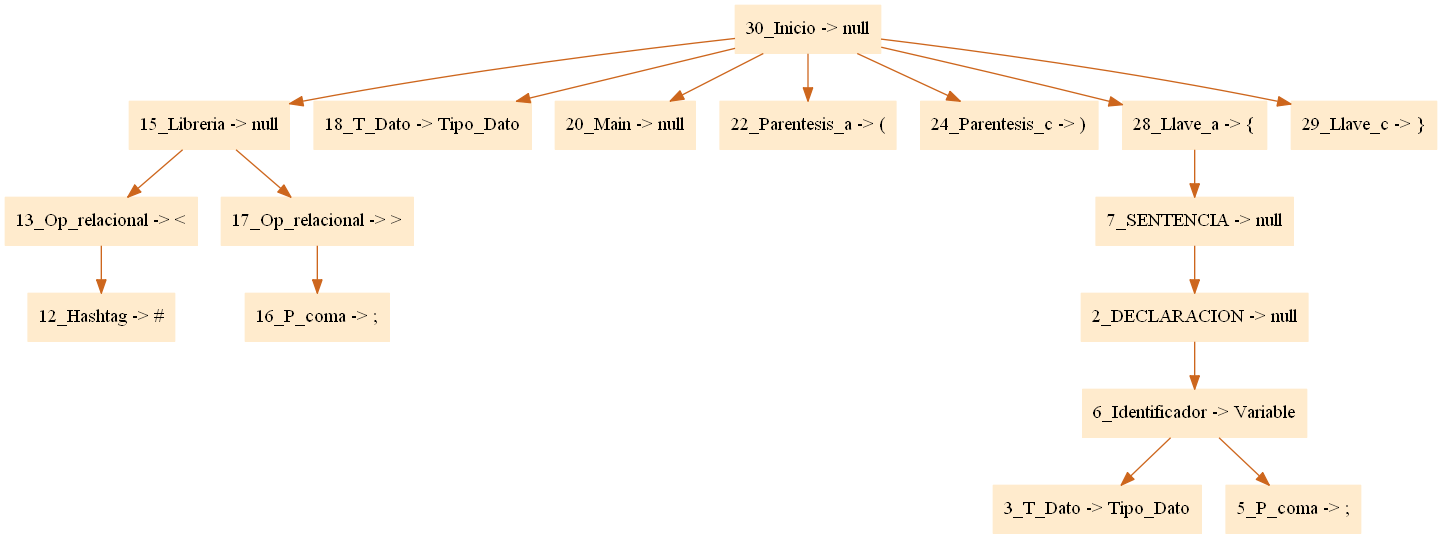 30_Inicio -> null
15_Libreria -> null
18_T_Dato -> Tipo_Dato
20_Main -> null
22_Parentesis_a -> (
24_Parentesis_c -> )
28_Llave_a -> {
29_Llave_c -> }
13_Op_relacional -> <
17_Op_relacional -> >
7_SENTENCIA -> null
12_Hashtag -> #
16_P_coma -> ;
2_DECLARACION -> null
6_Identificador -> Variable
3_T_Dato -> Tipo_Dato
5_P_coma -> ;